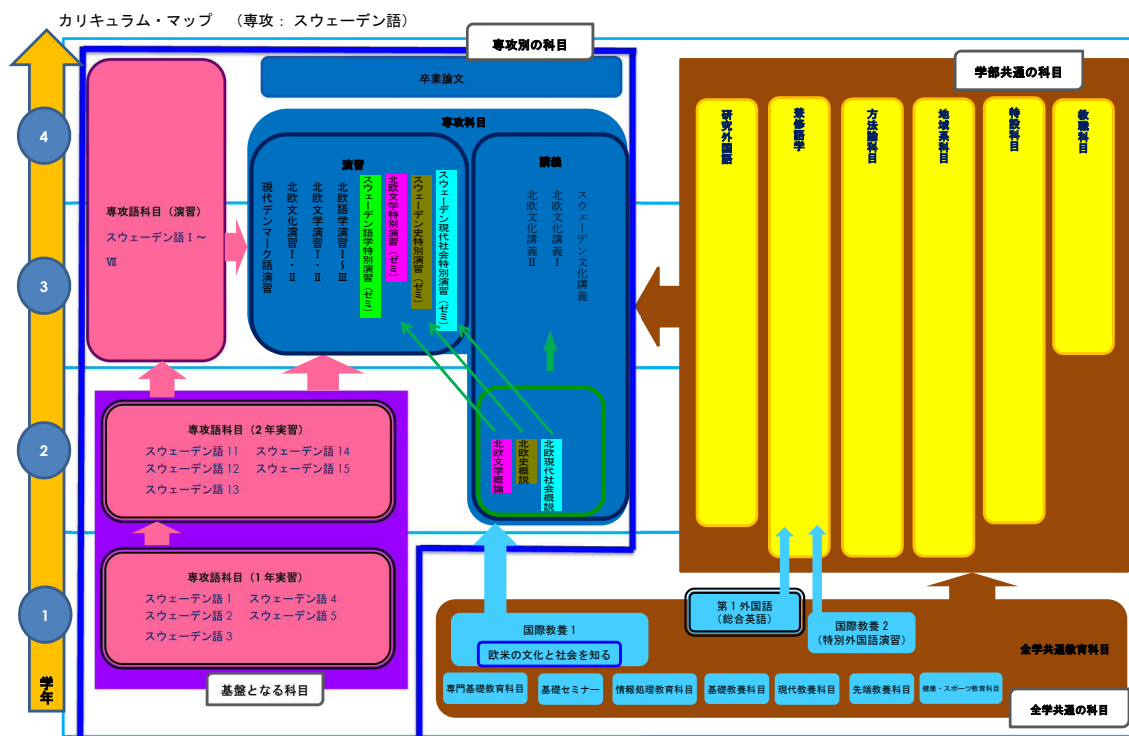 カリキュラム・マップ （専攻： スウェーデン語）
専攻別の科目
学部共通の科目
卒業論文
専攻科目
演習
講義
現代デンマーク語演習
北欧文化演習Ⅰ・Ⅱ
北欧文学演習Ⅰ・Ⅱ
北欧語学演習Ⅰ～Ⅲ
スウェーデン語学特別演習（ゼミ）
北欧文学特別演習（ゼミ）
スウェーデン史特別演習（ゼミ）
スウェーデン現代社会特別演習（ゼミ）
北欧文化講義Ⅱ
北欧文化講義Ⅰ
スウェーデン文化講義
専攻語科目（演習）
スウェーデン語Ⅰ～
Ⅶ
研究外国語
兼修語学
方法論科目
地域系科目
特設科目
教職科目
4
3
2
1
学年
専攻語科目（2年実習）
スウェーデン語11 スウェーデン語14
スウェーデン語12 スウェーデン語15
スウェーデン語13
北欧文学概論
北欧史概説
北欧現代社会概説
専攻語科目（1年実習）
スウェーデン語1 スウェーデン語4
スウェーデン語2 スウェーデン語5
スウェーデン語3
基盤となる科目
国際教養1
欧米の文化と社会を知る
第1外国語
（総合英語）
国際教養2
（特別外国語演習）
全学共通教育科目
専門基礎教育科目
基礎セミナー
情報処理教育科目
基礎教養科目
現代教養科目
先端教養科目
健康・スポーツ教育科目
全学共通の科目